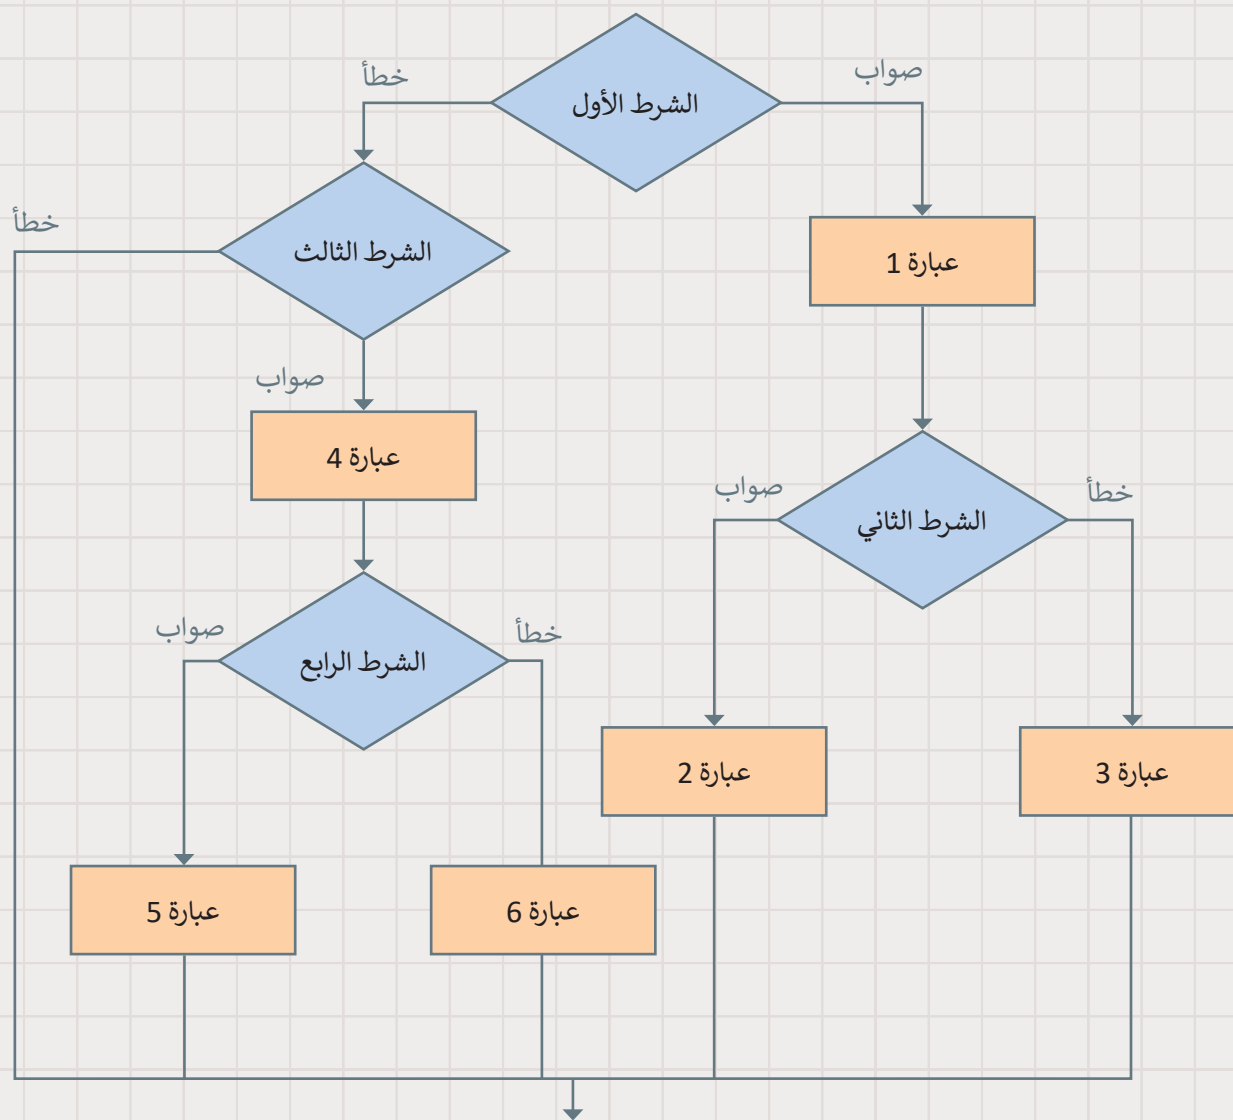 الشرط الأول
صواب
خطأ
عبارة 1
الشرط الثاني
صواب
خطأ
عبارة 2
عبارة 3
الشرط الثالث
خطأ
صواب
عبارة 4
الشرط الرابع
صواب
خطأ
عبارة 5
عبارة 6